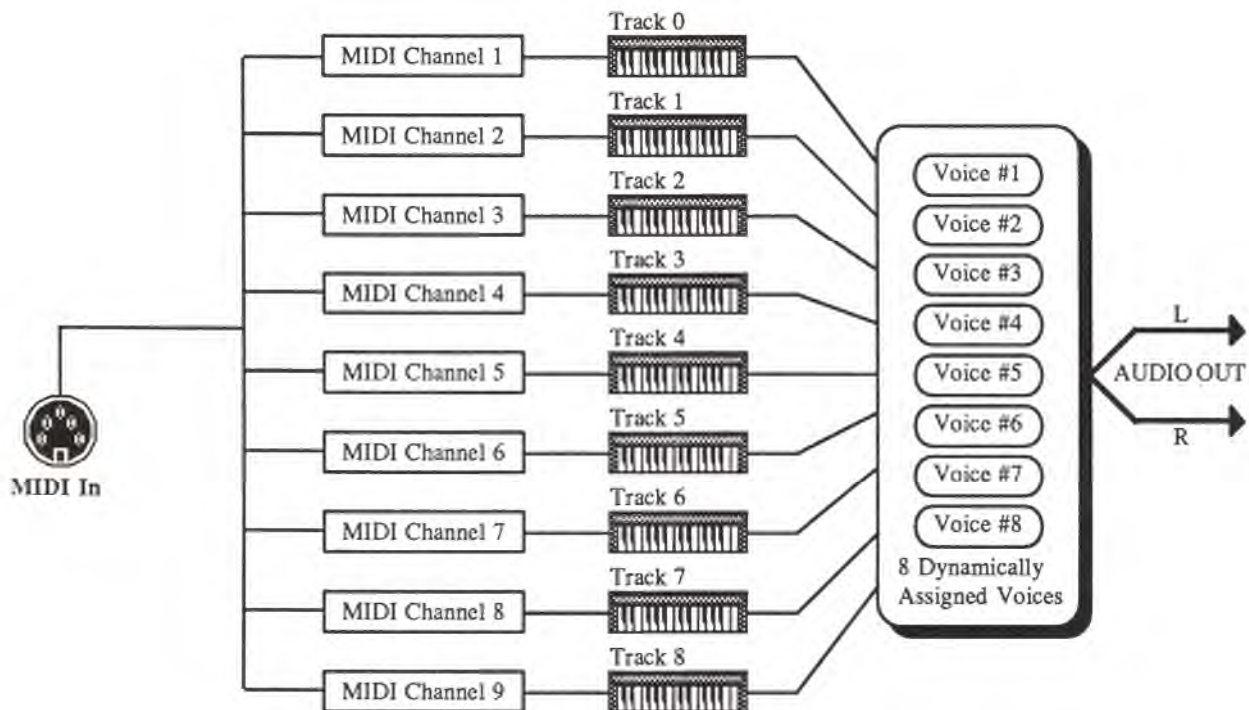 Track 0
MIDI Channel 1
Track 1
MIDI Channel 2
Track 2
MIDI Channel 3
Track 3
MIDI Channel 4
Track 4
MIDI Channel 5
Track 5
MIDI Channel 6
Track 6
MIDI Channel 7
Track 7
MIDI Channel 8
Track 8
MIDI Channel 9
MIDI In
Voice #1
Voice #2
Voice #3
Voice #4
Voice #5
Voice #6
Voice #7
Voice #8
8 Dynamically
Assigned Voices
L
AUDIO OUT
R